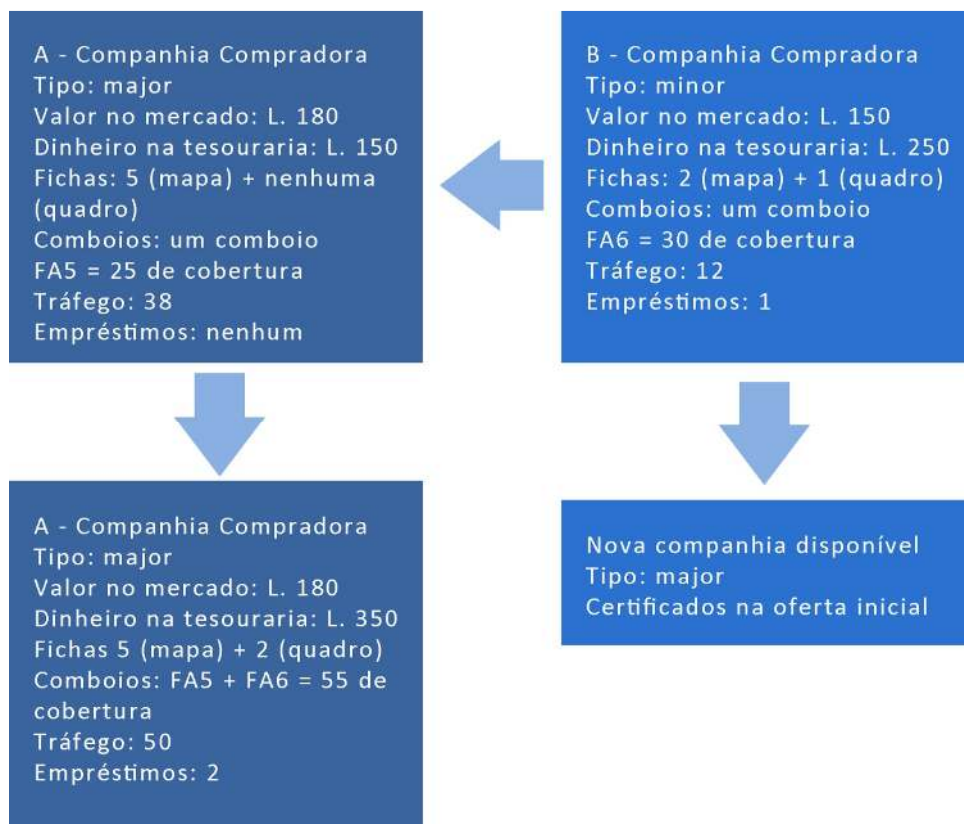 A - Companhia Compradora
Tipo: major
Valor no mercado: L. 180
Dinheiro na tesouraria: L. 150
Fichas: 5 (mapa) + nenhuma
(quadro)
Comboios: um comboio
FA5 = 25 de cobertura
Tráfego: 38
Empréstimos: nenhum
B - Companhia Compradora
Tipo: minor
Valor no mercado: L. 150
Dinheiro na tesouraria: L. 250
Fichas: 2 (mapa) + 1 (quadro)
Comboios: um comboio
FA6 = 30 de cobertura
Tráfego: 12
Empréstimos: 1
A - Companhia Compradora
Tipo: major
Valor no mercado: L. 180
Dinheiro na tesouraria: L. 350
Fichas 5 (mapa) + 2 (quadro)
Comboios: FA5 + FA6 = 55 de
cobertura
Tráfego: 50
Empréstimos: 2
Nova companhia disponível
Tipo: major
Certificados na oferta inicial